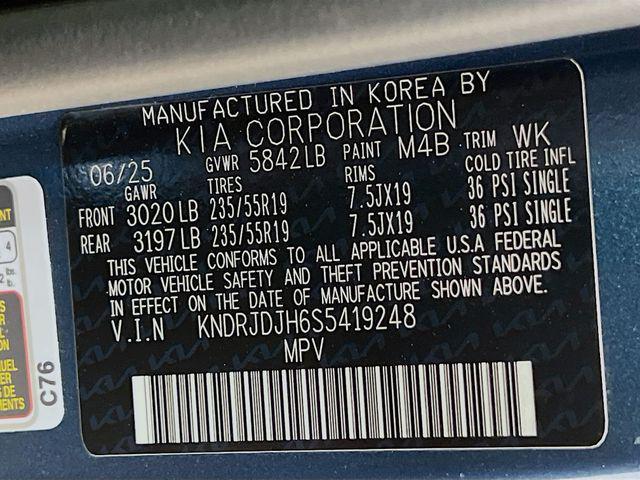 MANUFACTURED IN KOREA BY
KIA CORPORATION
06/25 GVWR 5842LB PAINT M4B TRIM WK
GAWR TIRES RIMS COLD TIRE INFL
FRONT 3020LB 235/55R19 7.5JX19 36 PSI SINGLE
REAR 3197LB 235/55R19 7.5JX19 36 PSI SINGLE
THIS VEHICLE CONFORMS TO ALL APPLICABLE U.S.A FEDERAL
MOTOR VEHICLE SAFETY AND THEFT PREVENTION STANDARDS
IN EFFECT ON THE DATE OF MANUFACTURE SHOWN ABOVE.
V.I.N KNDRJDJH6S5419248
MPV
C76
4